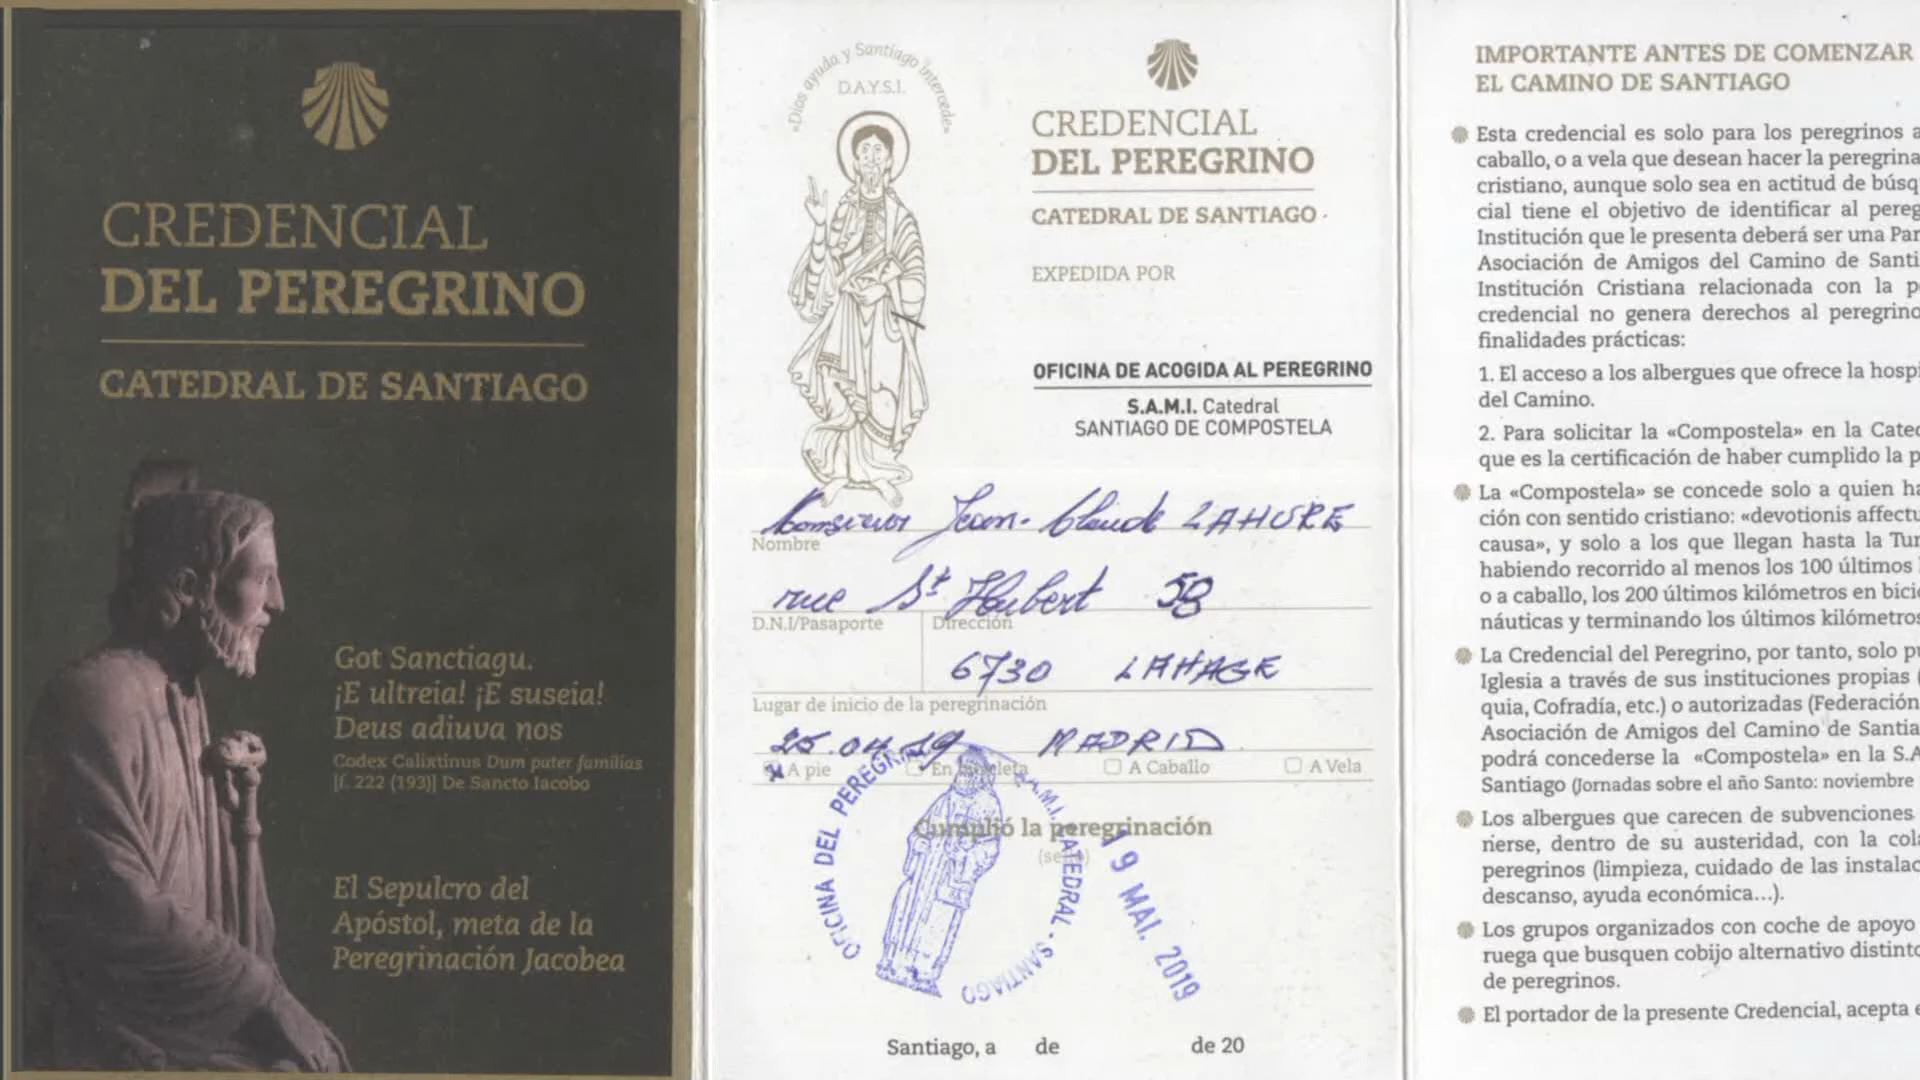 CREDENCIAL
DEL PEREGRINO
CATEDRAL DE SANTIAGO
Got Sanctiagu.
¡E ultreia! ¡E suseia!
Deus adiuva nos
Codex Calixtinus Dum pater familias
[f. 222 (193)] De Sancto Iacobo
El Sepulcro del
Apóstol, meta de la
Peregrinación Jacobea
«Dios ayuda y Santiago intercede»
D.A.Y.S.I.
CREDENCIAL
DEL PEREGRINO
CATEDRAL DE SANTIAGO
EXPEDIDA POR
OFICINA DE ACOGIDA AL PEREGRINO
S.A.M.I. Catedral
SANTIAGO DE COMPOSTELA
Monsieur Jean-Claude LAHURE
Nombre
rue St Hubert 58
D.N.I/Pasaporte Dirección
6730 LAHAGE
Lugar de inicio de la peregrinación
25.04.19 MADRID
A pie En bicicleta A Caballo A Vela
Cumplió la peregrinación
(sello)
OFICINA DEL PEREGRINO S.A.M.I. CATEDRAL - SANTIAGO
19 MAI. 2019
Santiago, a de de 20
IMPORTANTE ANTES DE COMENZAR
EL CAMINO DE SANTIAGO
Esta credencial es solo para los peregrinos a
caballo, o a vela que desean hacer la peregrina
cristiano, aunque solo sea en actitud de búsq
cial tiene el objetivo de identificar al pereg
Institución que le presenta deberá ser una Par
Asociación de Amigos del Camino de Santi
Institución Cristiana relacionada con la p
credencial no genera derechos al peregrino
finalidades prácticas:
1. El acceso a los albergues que ofrece la hospi
del Camino.
2. Para solicitar la «Compostela» en la Cated
que es la certificación de haber cumplido la p
La «Compostela» se concede solo a quien ha
ción con sentido cristiano: «devotionis affectu
causa», y solo a los que llegan hasta la Tum
habiendo recorrido al menos los 100 últimos
o a caballo, los 200 últimos kilómetros en bici
náuticas y terminando los últimos kilómetros
La Credencial del Peregrino, por tanto, solo pu
Iglesia a través de sus instituciones propias (
quia, Cofradía, etc.) o autorizadas (Federación
Asociación de Amigos del Camino de Santia
podrá concederse la «Compostela» en la S.A
Santiago (Jornadas sobre el año Santo: noviembre
Los albergues que carecen de subvenciones
nerse, dentro de su austeridad, con la cola
peregrinos (limpieza, cuidado de las instalac
descanso, ayuda económica...).
Los grupos organizados con coche de apoyo
ruega que busquen cobijo alternativo distinto
de peregrinos.
El portador de la presente Credencial, acepta e